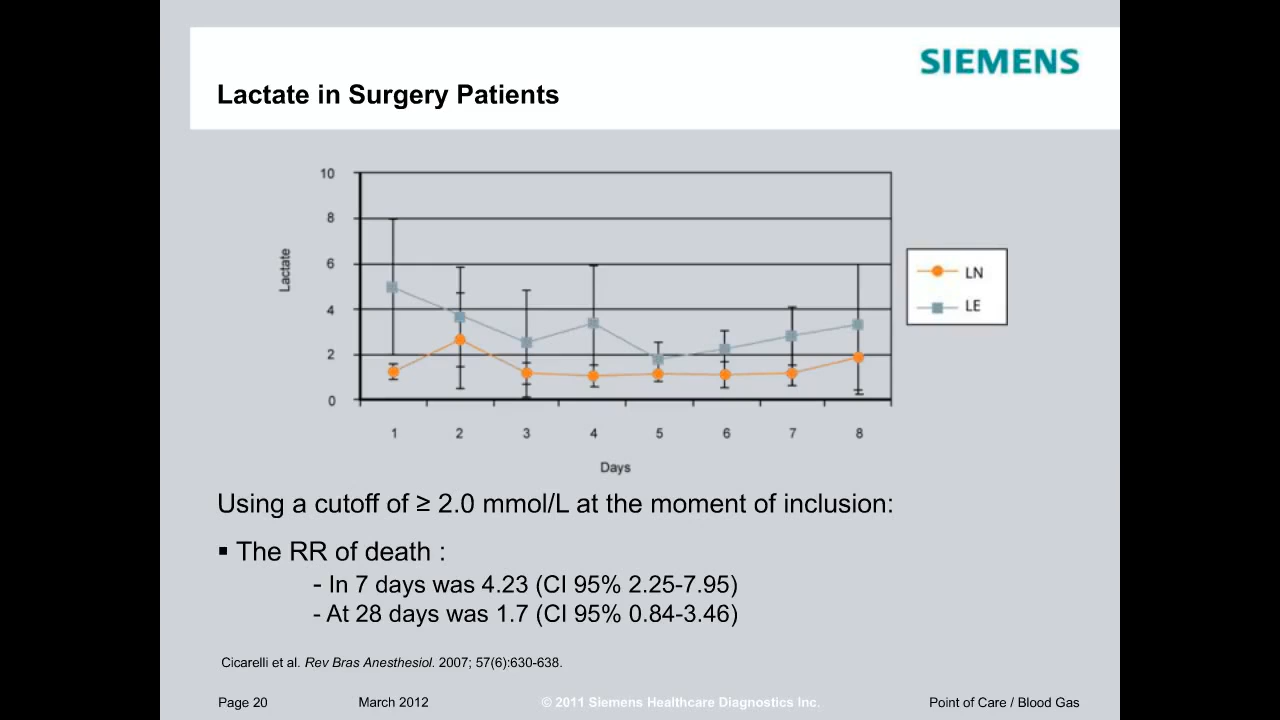 SIEMENS
Lactate in Surgery Patients
10
8
6
4
2
0
Lactate
1 2 3 4 5 6 7 8
Days
LN
LE
Using a cutoff of ≥ 2.0 mmol/L at the moment of inclusion:
▪ The RR of death :
- In 7 days was 4.23 (CI 95% 2.25-7.95)
- At 28 days was 1.7 (CI 95% 0.84-3.46)
Cicarelli et al. Rev Bras Anesthesiol. 2007; 57(6):630-638.
Page 20 March 2012 © 2011 Siemens Healthcare Diagnostics Inc. Point of Care / Blood Gas